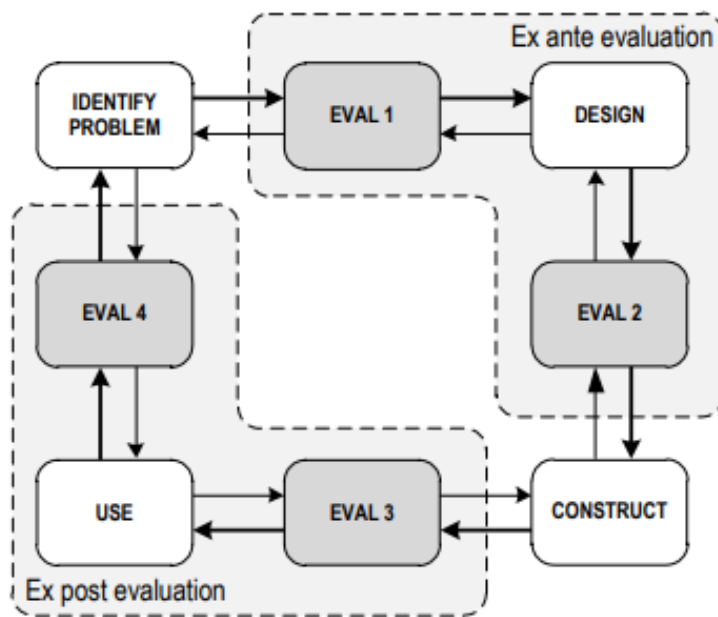 Ex ante evaluation
IDENTIFY
PROBLEM
EVAL 1
DESIGN
EVAL 4
EVAL 2
USE
EVAL 3
CONSTRUCT
Ex post evaluation